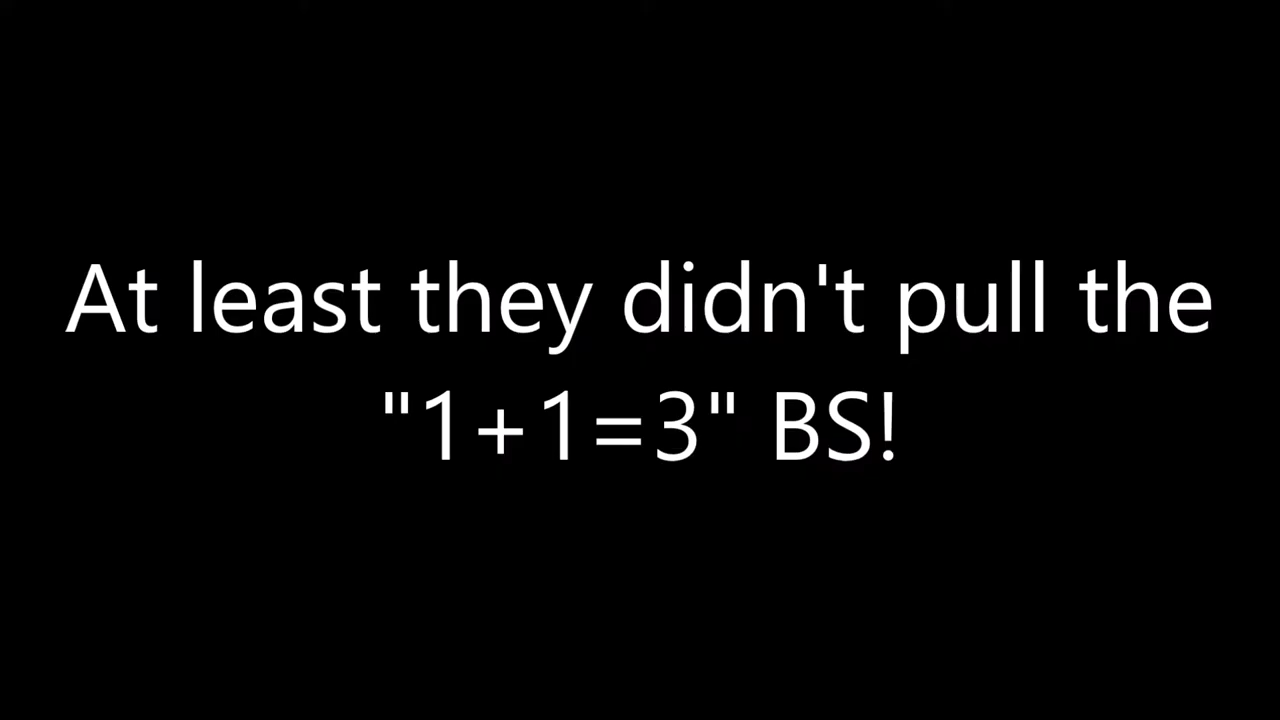 At least they didn't pull the
"1+1=3" BS!